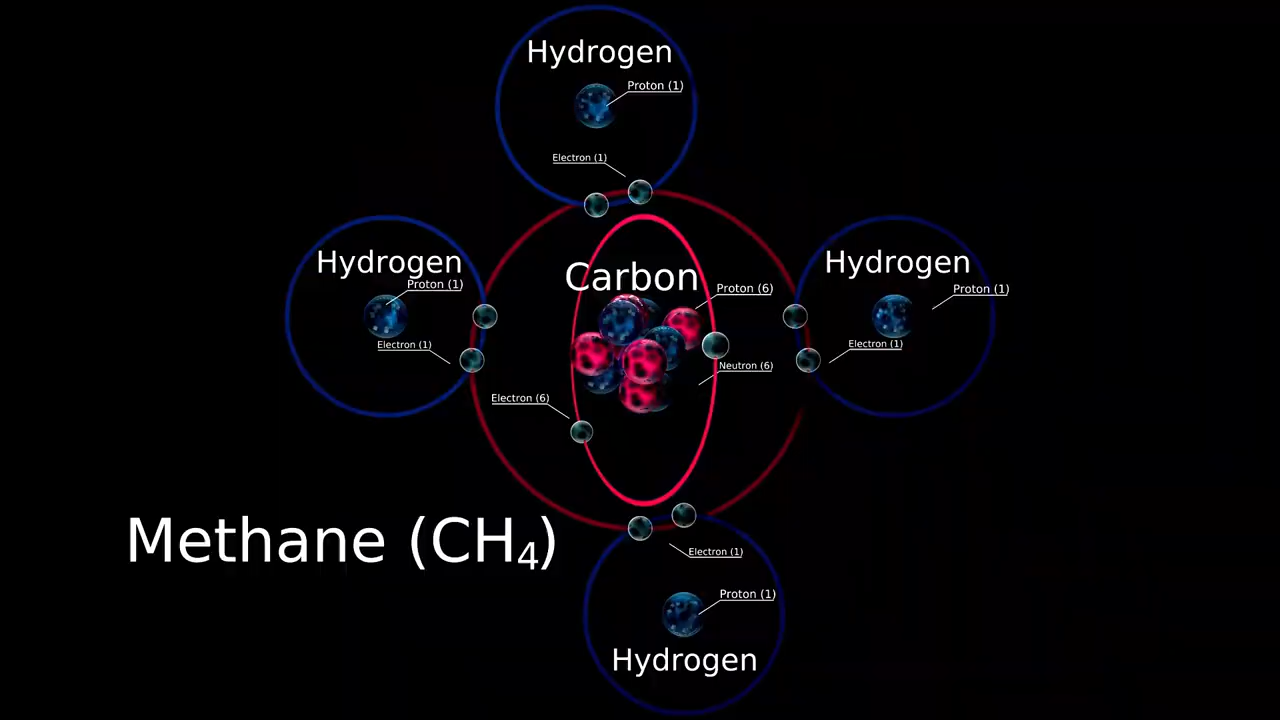 Hydrogen
Proton (1)
Electron (1)
Hydrogen
Proton (1)
Electron (1)
Carbon
Proton (6)
Neutron (6)
Electron (6)
Hydrogen
Proton (1)
Electron (1)
Methane (CH₄)
Electron (1)
Proton (1)
Hydrogen